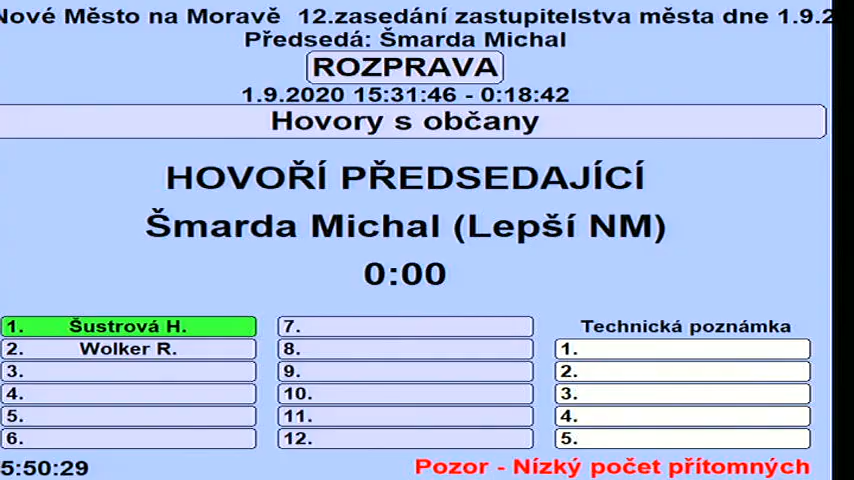 Nové Město na Moravě 12.zasedání zastupitelstva města dne 1.9.2
Předsedá: Šmarda Michal
ROZPRAVA
1.9.2020 15:31:46 - 0:18:42
Hovory s občany
HOVOŘÍ PŘEDSEDAJÍCÍ
Šmarda Michal (Lepší NM)
0:00
1. Šustrová H.
2. Wolker R.
3.
4.
5.
6.
7.
8.
9.
10.
11.
12.
Technická poznámka
1.
2.
3.
4.
5.
5:50:29
Pozor - Nízký počet přítomných